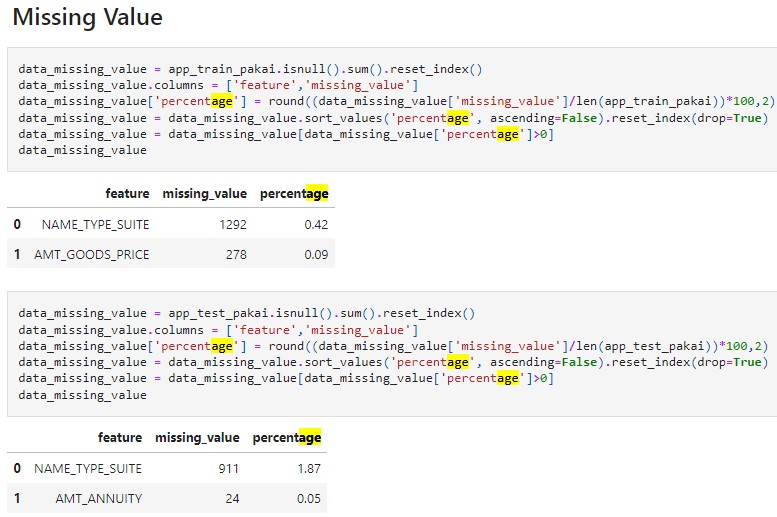 Missing Value
data_missing_value = app_train_pakai.isnull().sum().reset_index()
data_missing_value.columns = ['feature','missing_value']
data_missing_value['percentage'] = round((data_missing_value['missing_value']/len(app_train_pakai))*100,2)
data_missing_value = data_missing_value.sort_values('percentage', ascending=False).reset_index(drop=True)
data_missing_value = data_missing_value[data_missing_value['percentage']>0]
data_missing_value
feature missing_value percentage
0 NAME_TYPE_SUITE 1292 0.42
1 AMT_GOODS_PRICE 278 0.09
data_missing_value = app_test_pakai.isnull().sum().reset_index()
data_missing_value.columns = ['feature','missing_value']
data_missing_value['percentage'] = round((data_missing_value['missing_value']/len(app_test_pakai))*100,2)
data_missing_value = data_missing_value.sort_values('percentage', ascending=False).reset_index(drop=True)
data_missing_value = data_missing_value[data_missing_value['percentage']>0]
data_missing_value
feature missing_value percentage
0 NAME_TYPE_SUITE 911 1.87
1 AMT_ANNUITY 24 0.05